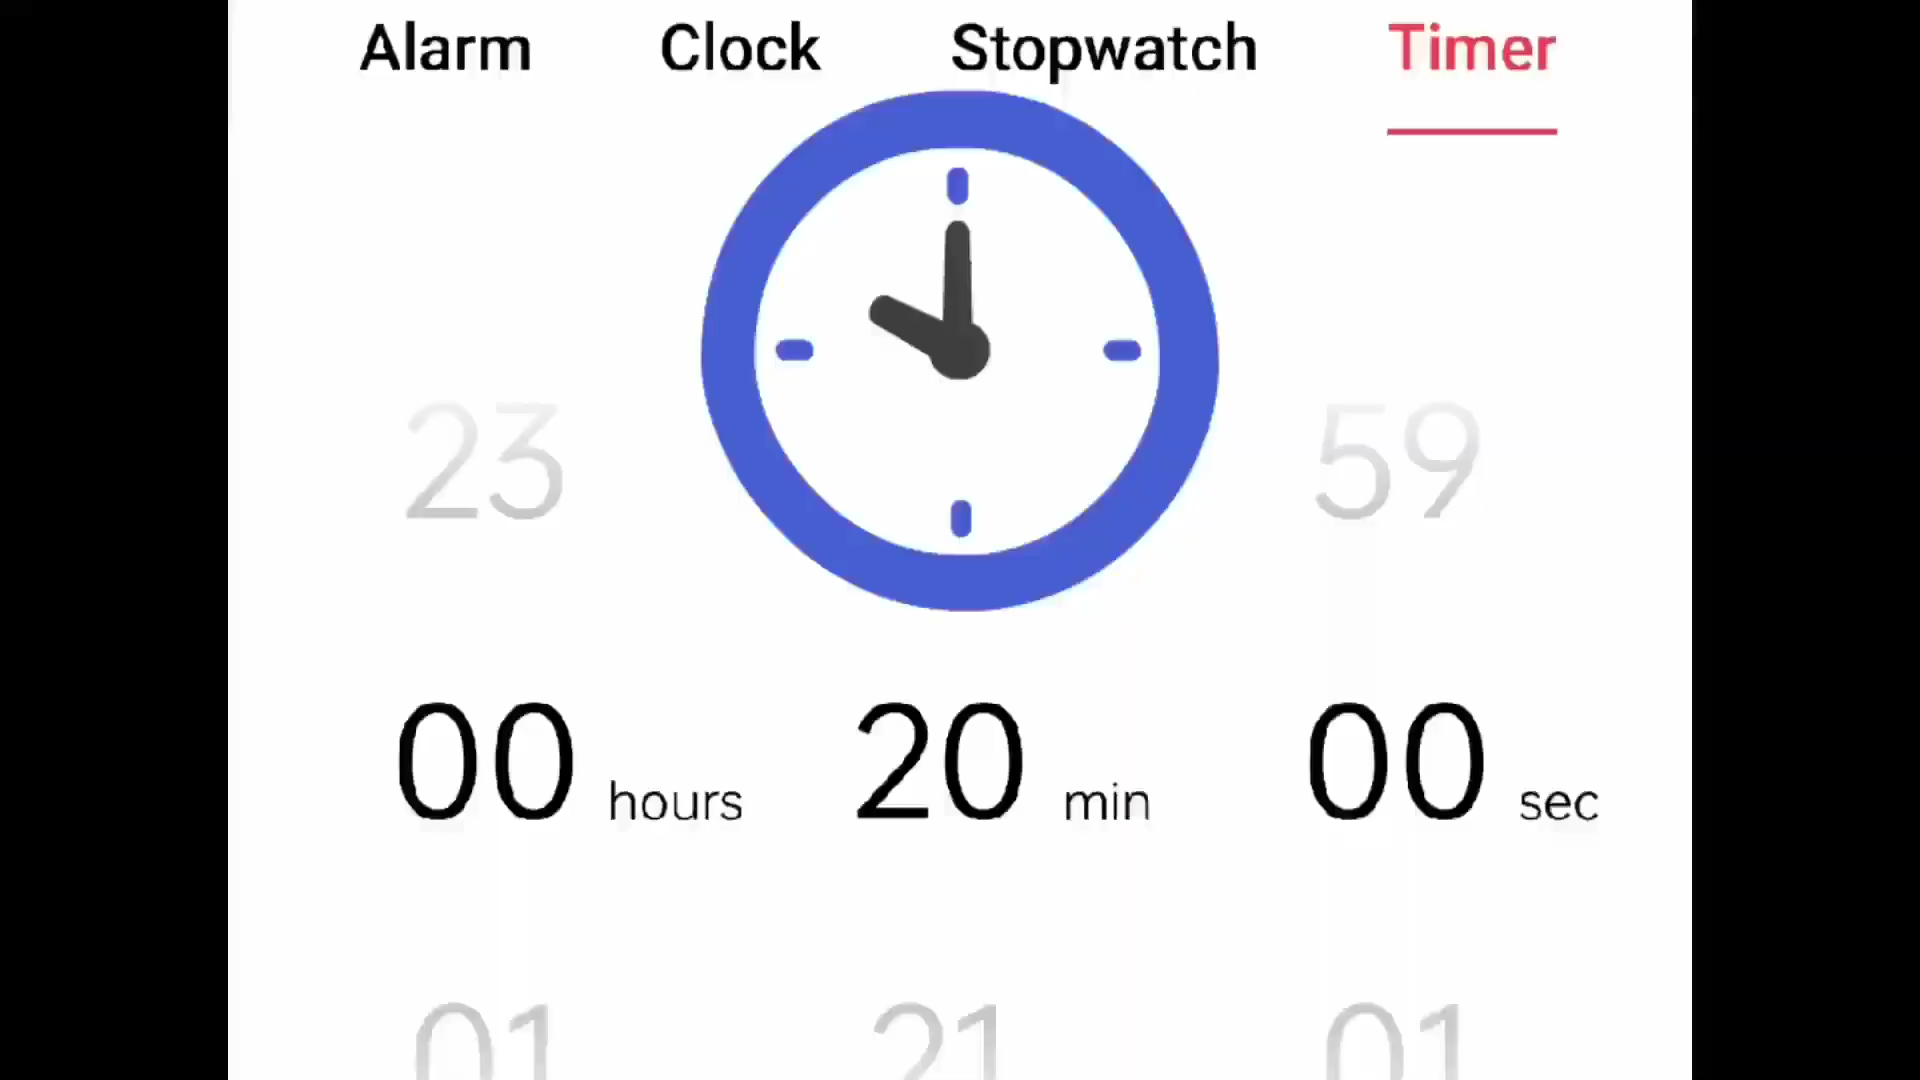 Alarm Clock Stopwatch Timer
23 59
00 hours 20 min 00 sec
01 21 01